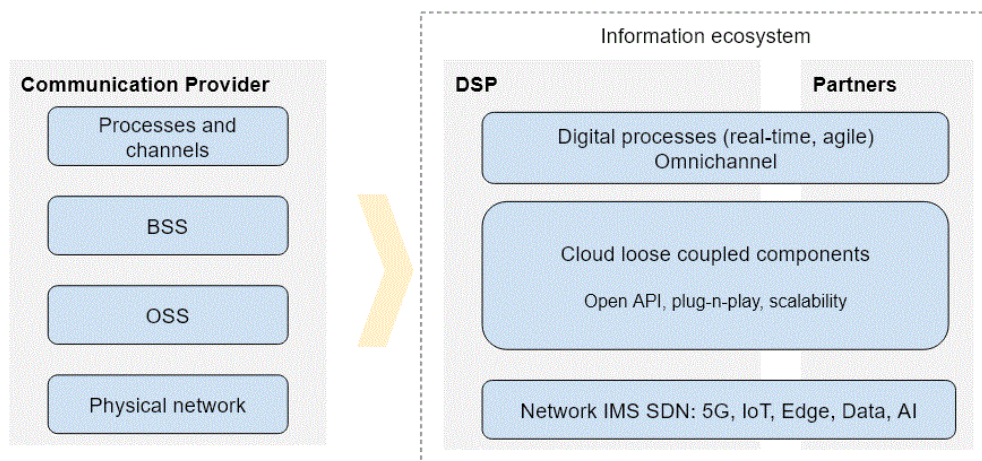 Information ecosystem
Communication Provider
Processes and
channels
BSS
OSS
Physical network
DSP
Partners
Digital processes (real-time, agile)
Omnichannel
Cloud loose coupled components
Open API, plug-n-play, scalability
Network IMS SDN: 5G, IoT, Edge, Data, AI